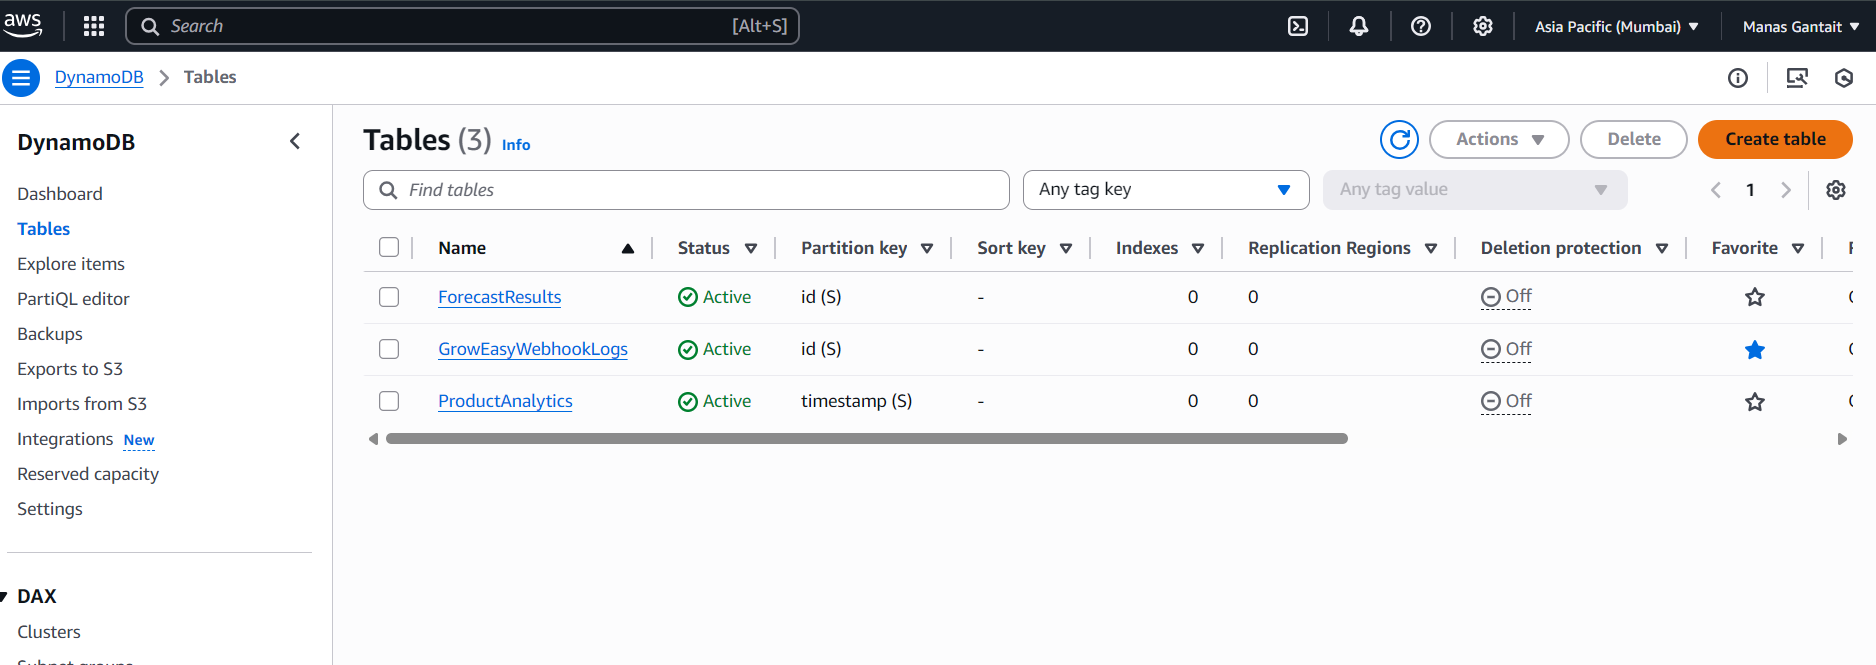 aws Search [Alt+S] Asia Pacific (Mumbai) Manas Gantait
DynamoDB Tables
DynamoDB
Dashboard
Tables
Explore items
PartiQL editor
Backups
Exports to S3
Imports from S3
Integrations New
Reserved capacity
Settings
DAX
Clusters
Tables (3) Info Actions Delete Create table
Find tables Any tag key Any tag value 1
Name Status Partition key Sort key Indexes Replication Regions Deletion protection Favorite
ForecastResults Active id (S) - 0 0 Off
GrowEasyWebhookLogs Active id (S) - 0 0 Off
ProductAnalytics Active timestamp (S) - 0 0 Off